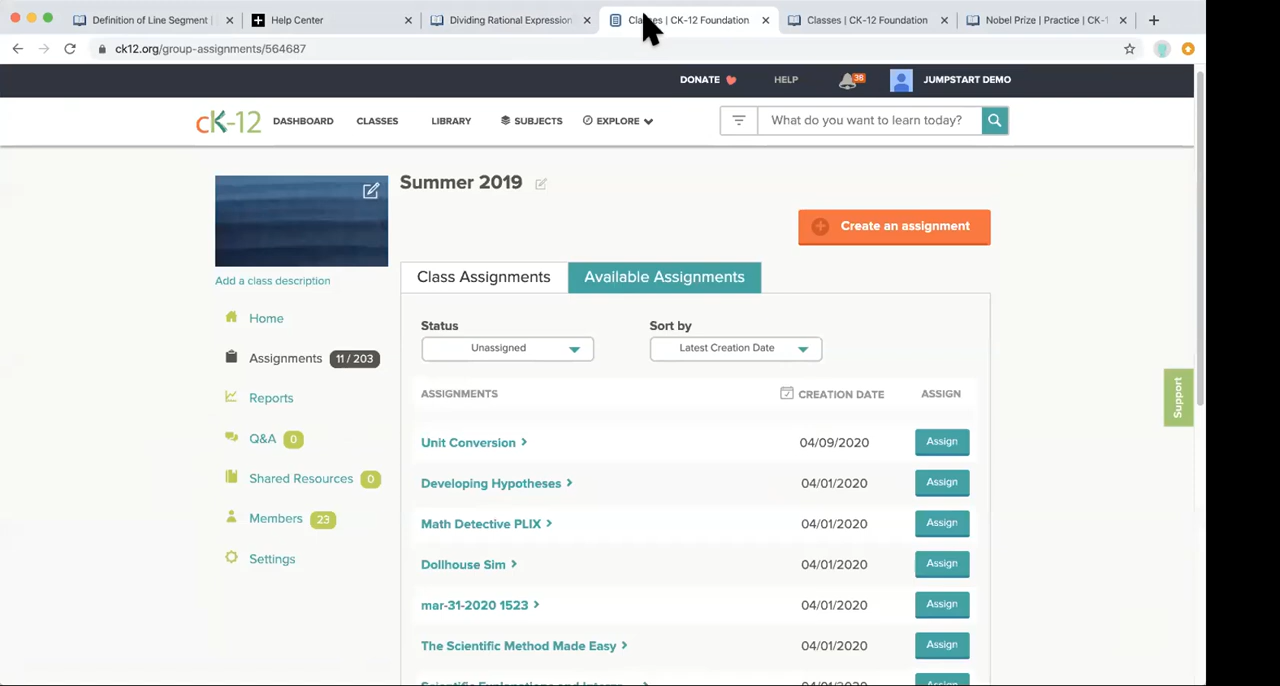 Definition of Line Segment
Help Center
Dividing Rational Expression
Classes | CK-12 Foundation
Classes | CK-12 Foundation
Nobel Prize | Practice | CK-1
ck12.org/group-assignments/564687
DONATE
HELP
36
JUMPSTART DEMO
cK-12
DASHBOARD
CLASSES
LIBRARY
SUBJECTS
EXPLORE
What do you want to learn today?
Summer 2019
Create an assignment
Add a class description
Home
Assignments 11 / 203
Reports
Q&A 0
Shared Resources 0
Members 23
Settings
Class Assignments
Available Assignments
Status
Sort by
Unassigned
Latest Creation Date
ASSIGNMENTS
CREATION DATE
ASSIGN
Unit Conversion > 04/09/2020 Assign
Developing Hypotheses > 04/01/2020 Assign
Math Detective PLIX > 04/01/2020 Assign
Dollhouse Sim > 04/01/2020 Assign
mar-31-2020 1523 > 04/01/2020 Assign
The Scientific Method Made Easy > 04/01/2020 Assign
Support